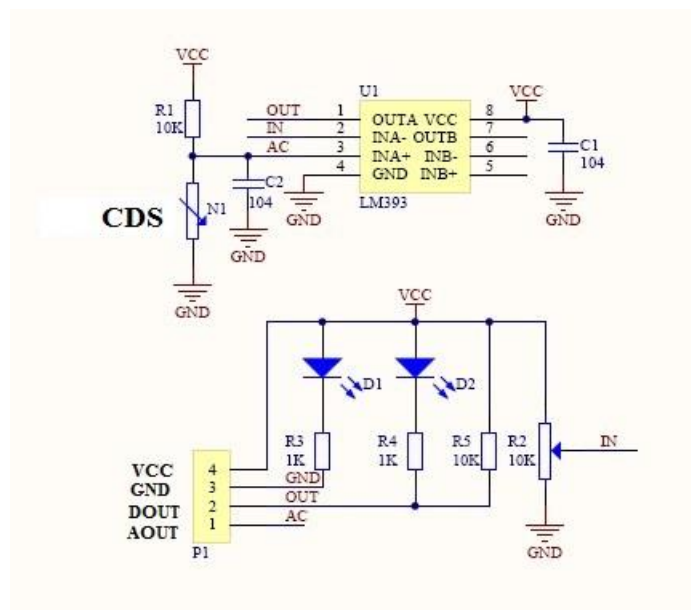 VCC
R1
10K
CDS
N1
GND
C2
104
GND
U1
OUT 1 OUTA VCC 8 VCC
IN 2 INA- OUTB 7
AC 3 INA+ INB- 6
4 GND INB+ 5
GND
LM393
C1
104
GND
VCC
D1
D2
R3
1K
R4
1K
R5
10K
R2
10K
IN
GND
VCC 4
GND 3 GND
DOUT 2 OUT
AOUT 1 AC
P1